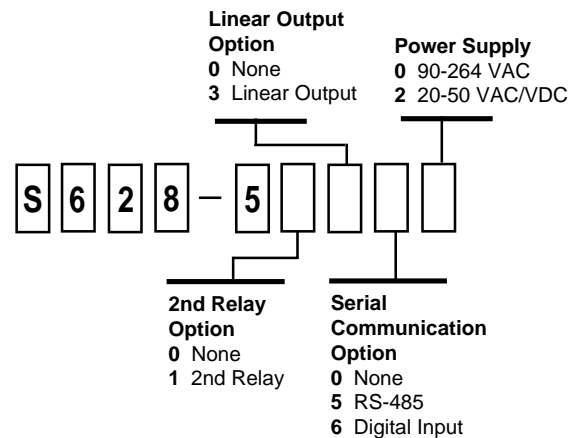 Linear Output
Option
0 None
3 Linear Output
Power Supply
0 90-264 VAC
2 20-50 VAC/VDC
S 6 2 8 – 5
2nd Relay
Option
0 None
1 2nd Relay
Serial
Communication
Option
0 None
5 RS-485
6 Digital Input